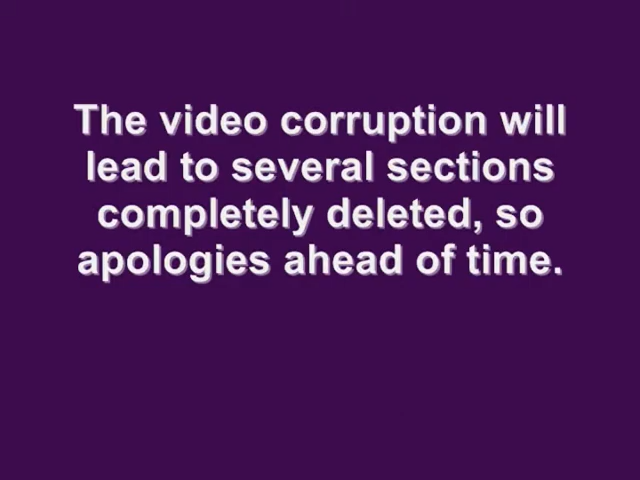 The video corruption will
lead to several sections
completely deleted, so
apologies ahead of time.